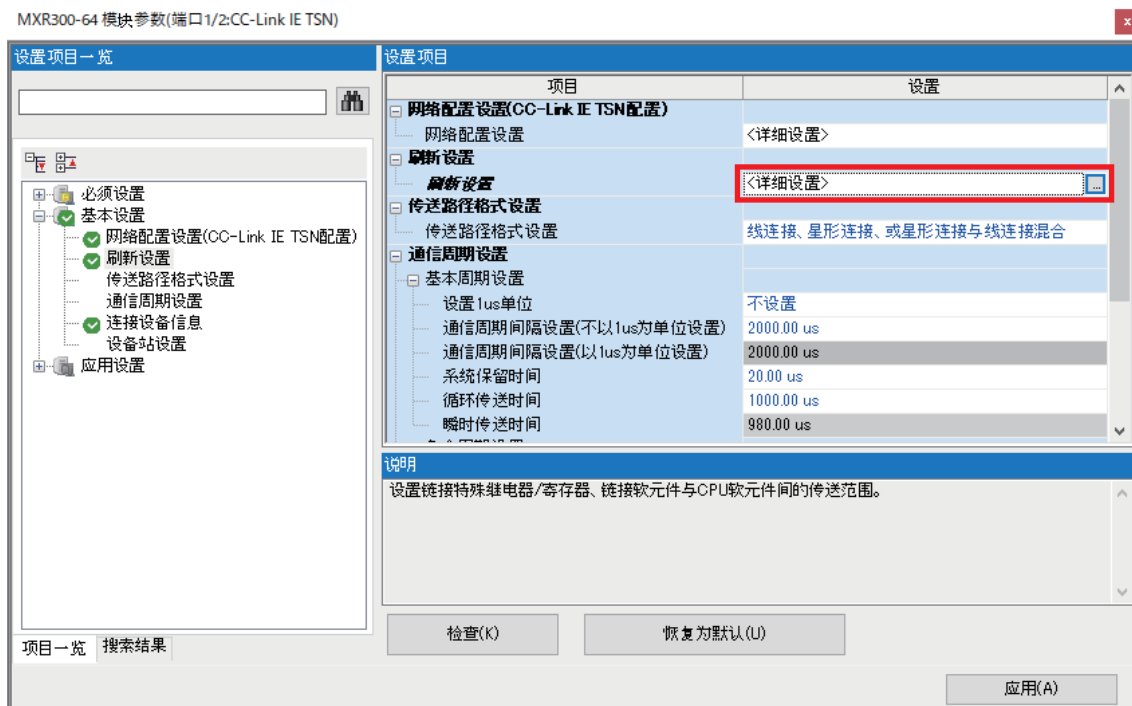 MXR300-64 模块参数(端口1/2:CC-Link IE TSN)
x
设置项目一览
必须设置
基本设置
网络配置设置(CC-Link IE TSN配置)
刷新设置
传送路径格式设置
通信周期设置
连接设备信息
设备站设置
应用设置
项目一览 搜索结果
设置项目
项目 设置
网络配置设置(CC-Link IE TSN配置)
网络配置设置 <详细设置>
刷新设置
刷新设置 <详细设置> ...
传送路径格式设置
传送路径格式设置 线连接、星形连接、或星形连接与线连接混合
通信周期设置
基本周期设置
设置1us单位 不设置
通信周期间隔设置(不以1us为单位设置) 2000.00 us
通信周期间隔设置(以1us为单位设置) 2000.00 us
系统保留时间 20.00 us
循环传送时间 1000.00 us
瞬时传送时间 980.00 us
说明
设置链接特殊继电器/寄存器、链接软元件与CPU软元件间的传送范围。
检查(K) 恢复为默认(U)
应用(A)